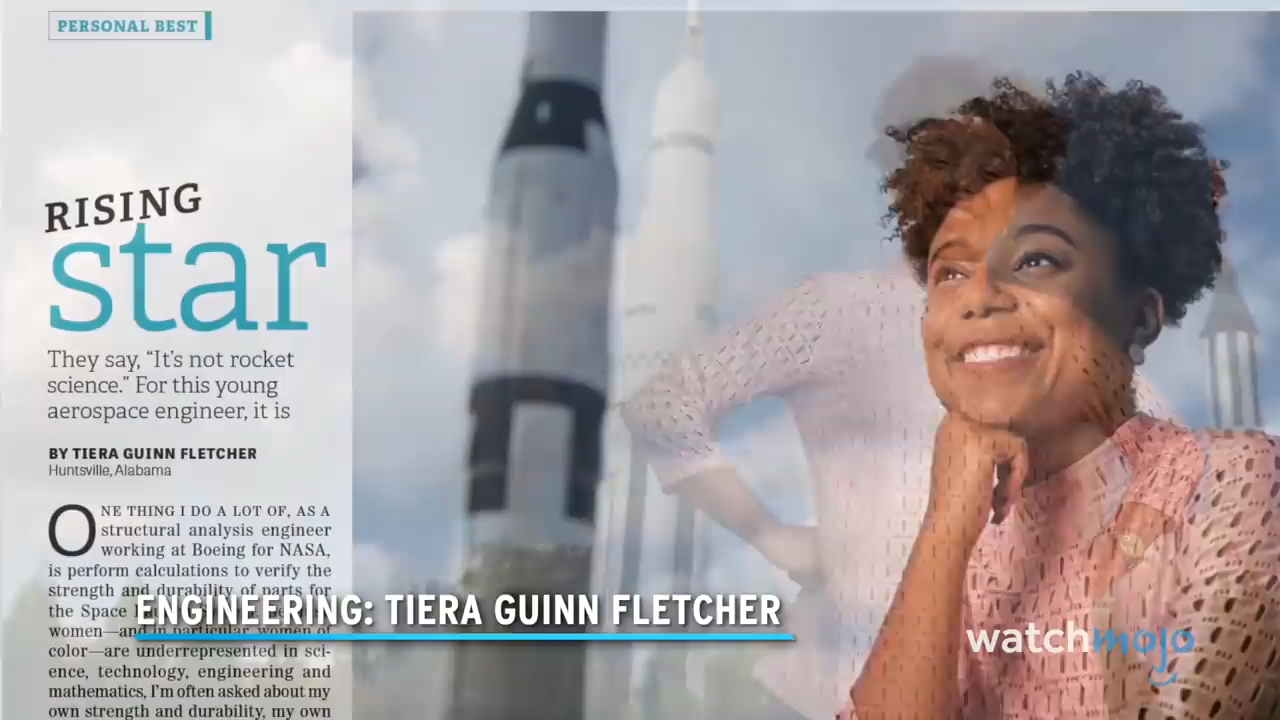 PERSONAL BEST
RISING
star
They say, “It’s not rocket
science.” For this young
aerospace engineer, it is
BY TIERA GUINN FLETCHER
Huntsville, Alabama
ONE THING I DO A LOT OF, AS A
structural analysis engineer
working at Boeing for NASA,
is perform calculations to verify the
strength and durability of parts for
the Space
women—and in particular, women of
color—are underrepresented in sci-
ence, technology, engineering and
mathematics, I’m often asked about my
own strength and durability, my own
ENGINEERING: TIERA GUINN FLETCHER
watchmojo